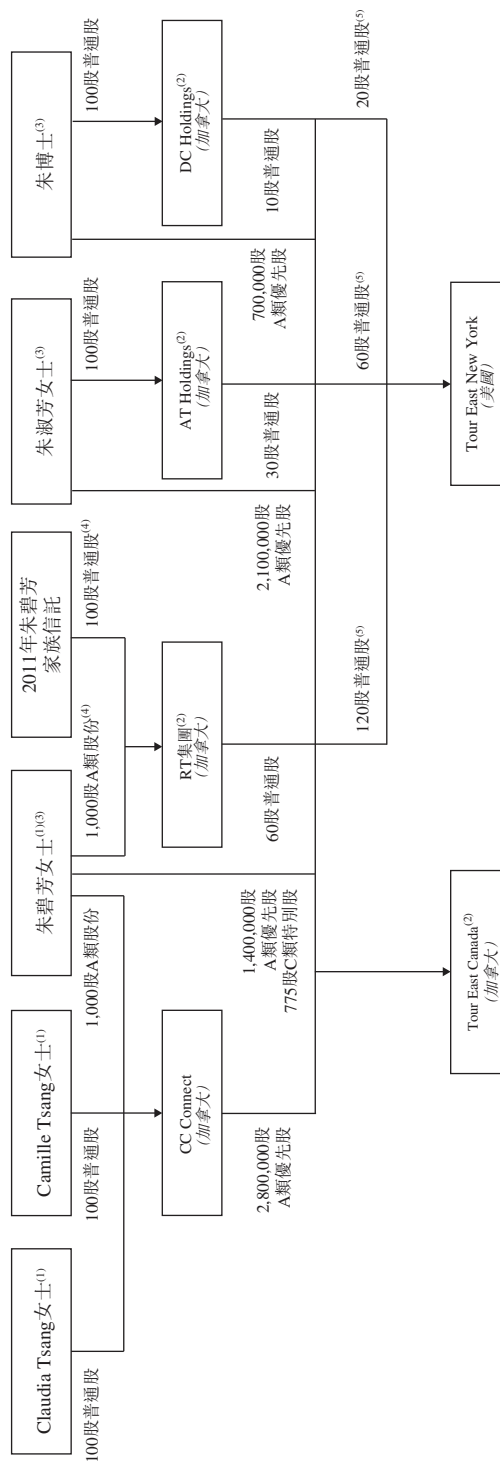 Claudia Tsang女士(1)
Camille Tsang女士(1)
朱碧芳女士(1)(3)
2011年朱碧芳
家族信託
朱淑芳女士(3)
朱博士(3)
100股普通股
100股普通股
1,000股A類股份
1,000股A類股份(4)
100股普通股(4)
100股普通股
100股普通股
CC Connect
(加拿大)
RT集團(2)
(加拿大)
AT Holdings(2)
(加拿大)
DC Holdings(2)
(加拿大)
2,800,000股
A類優先股
1,400,000股
A類優先股
775股C類特別股
60股普通股
2,100,000股
A類優先股
30股普通股
700,000股
A類優先股
10股普通股
120股普通股(5)
60股普通股(5)
20股普通股(5)
Tour East Canada(2)
(加拿大)
Tour East New York
(美國)